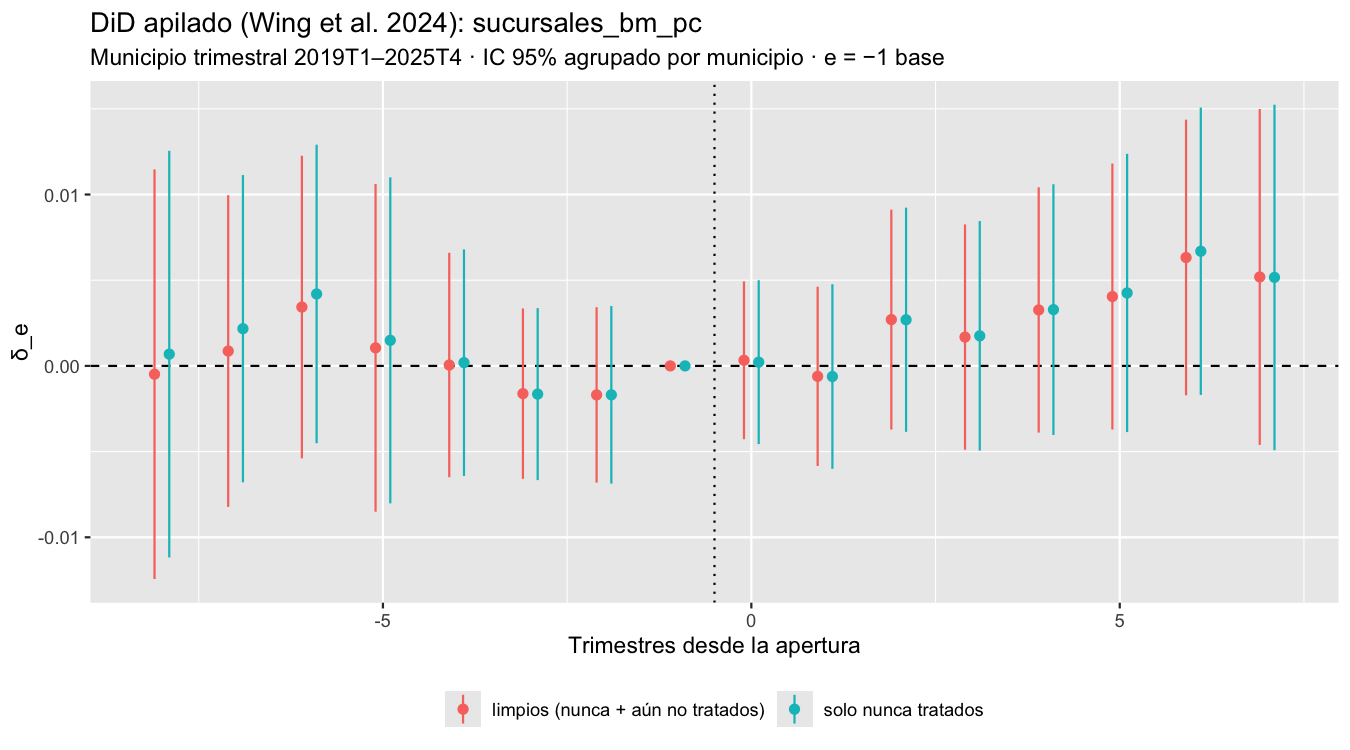 DiD apilado (Wing et al. 2024): sucursales_bm_pc
Municipio trimestral 2019T1–2025T4 · IC 95% agrupado por municipio · e = −1 base
0.01
0.00
-0.01
δ_e
-5
0
5
Trimestres desde la apertura
limpios (nunca + aún no tratados)
solo nunca tratados